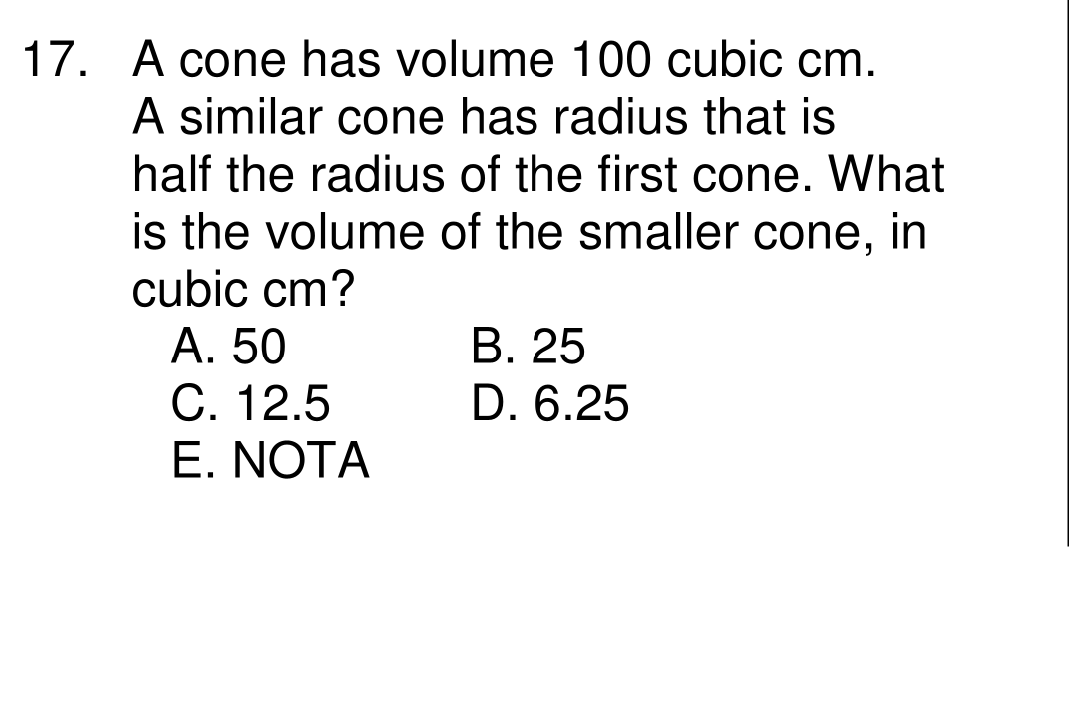 17. A cone has volume 100 cubic cm.
A similar cone has radius that is
half the radius of the first cone. What
is the volume of the smaller cone, in
cubic cm?
A. 50 B. 25
C. 12.5 D. 6.25
E. NOTA